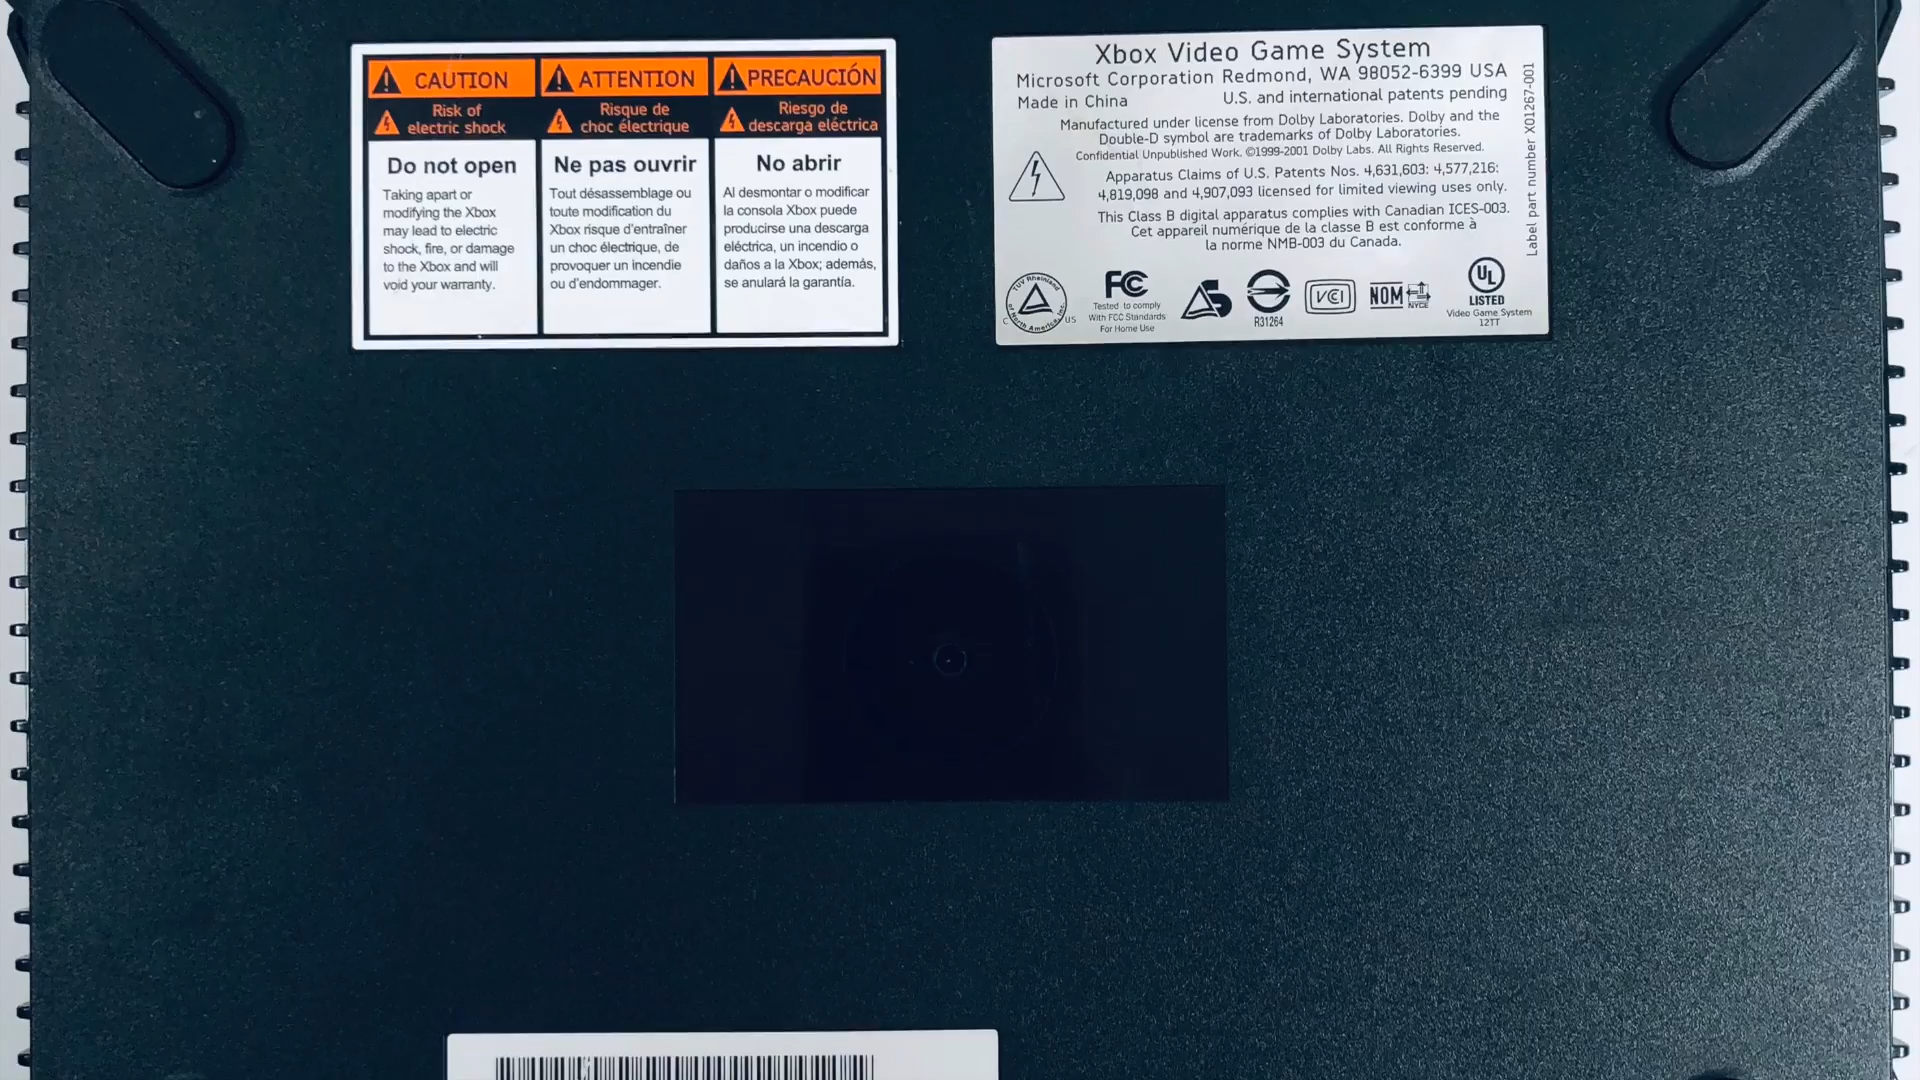 CAUTION
Risk of
electric shock
Do not open
Taking apart or
modifying the Xbox
may lead to electric
shock, fire, or damage
to the Xbox and will
void your warranty.
ATTENTION
Risque de
choc électrique
Ne pas ouvrir
Tout désassemblage ou
toute modification du
Xbox risque d'entraîner
un choc électrique, de
provoquer un incendie
ou d'endommager.
PRECAUCIÓN
Riesgo de
descarga eléctrica
No abrir
Al desmontar o modificar
la consola Xbox puede
producirse una descarga
eléctrica, un incendio o
daños a la Xbox; además,
se anulará la garantía.
Xbox Video Game System
Microsoft Corporation Redmond, WA 98052-6399 USA
Made in China U.S. and international patents pending
Manufactured under license from Dolby Laboratories. Dolby and the
Double-D symbol are trademarks of Dolby Laboratories.
Confidential Unpublished Work. ©1999-2001 Dolby Labs. All Rights Reserved.
Apparatus Claims of U.S. Patents Nos. 4,631,603; 4,577,216;
4,819,098 and 4,907,093 licensed for limited viewing uses only.
This Class B digital apparatus complies with Canadian ICES-003.
Cet appareil numérique de la classe B est conforme à
la norme NMB-003 du Canada.
Label part number X01267-001
TUV Rheinland
of North America, Inc.
C US
FC
Tested to comply
With FCC Standards
For Home Use
R31264
VCI
NOM
NYCE
UL
LISTED
Video Game System
12TT